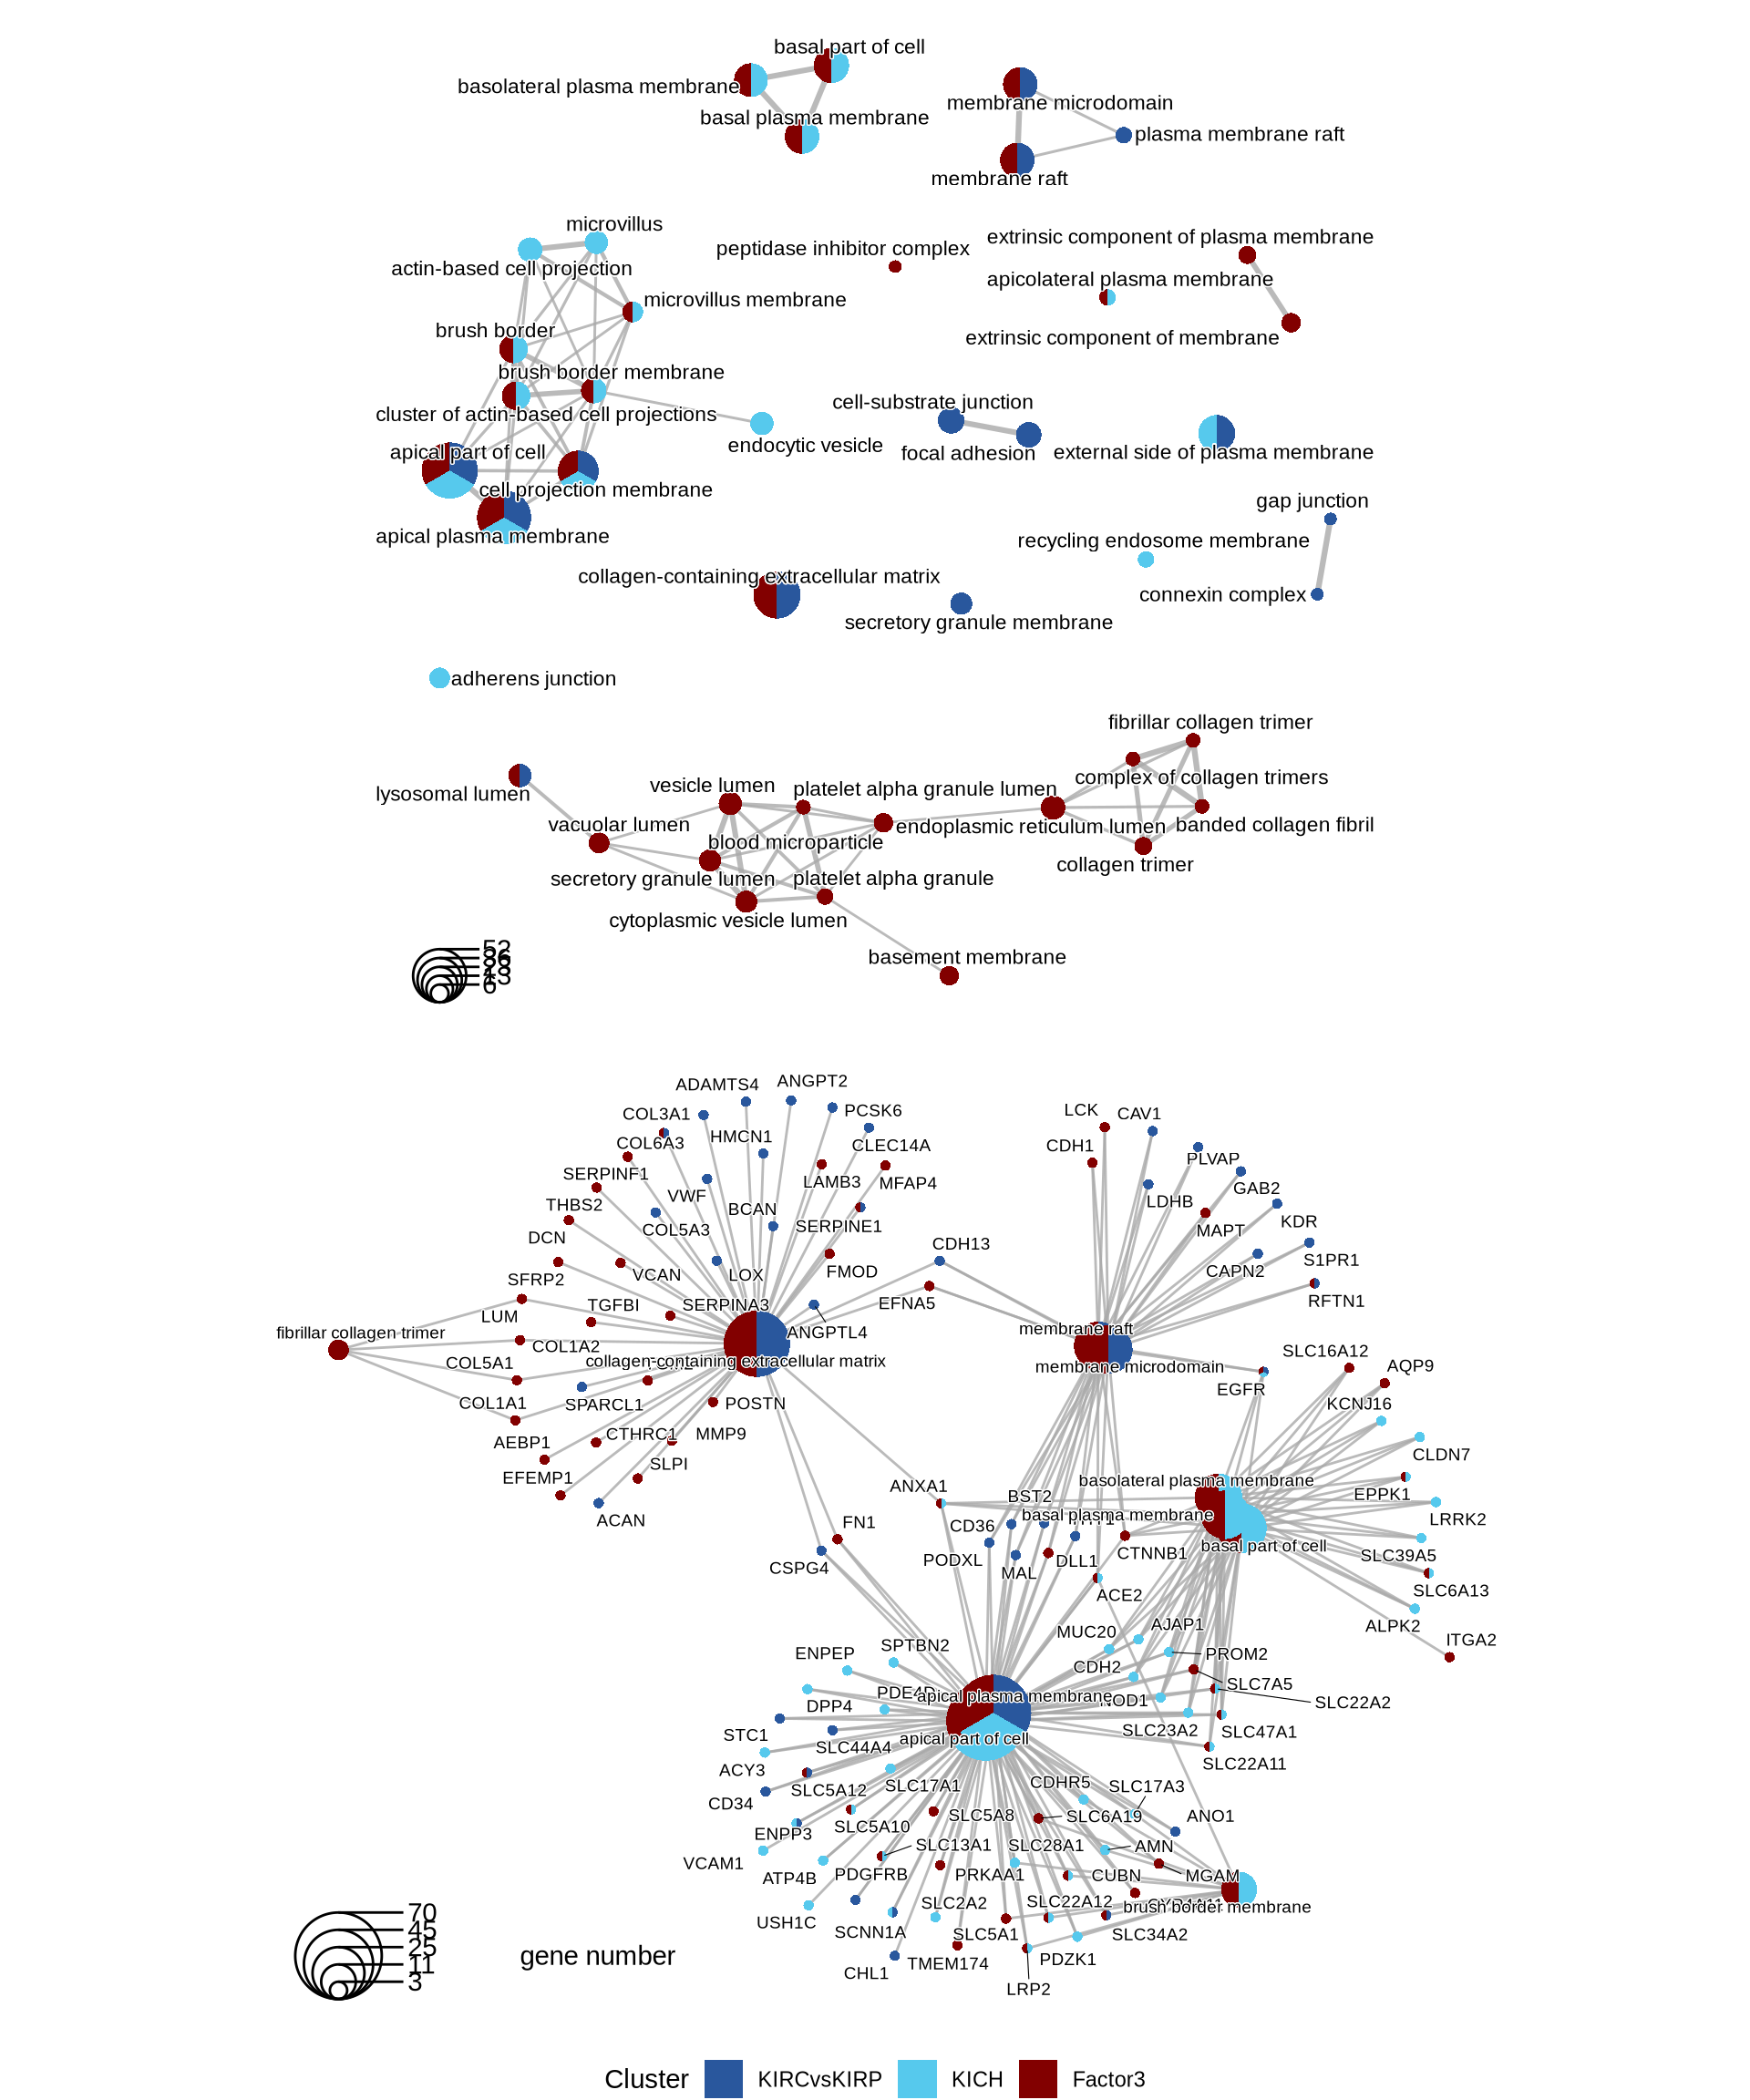 basal part of cell
basolateral plasma membrane
membrane microdomain
basal plasma membrane
plasma membrane raft
membrane raft
microvillus
peptidase inhibitor complex
extrinsic component of plasma membrane
actin-based cell projection
apicolateral plasma membrane
microvillus membrane
brush border
extrinsic component of membrane
brush border membrane
cell-substrate junction
cluster of actin-based cell projections
endocytic vesicle
apical part of cell
focal adhesion
external side of plasma membrane
cell projection membrane
gap junction
apical plasma membrane
recycling endosome membrane
collagen-containing extracellular matrix
connexin complex
secretory granule membrane
adherens junction
fibrillar collagen trimer
complex of collagen trimers
vesicle lumen
platelet alpha granule lumen
lysosomal lumen
vacuolar lumen
endoplasmic reticulum lumen
banded collagen fibril
blood microparticle
collagen trimer
secretory granule lumen
platelet alpha granule
cytoplasmic vesicle lumen
basement membrane
52
36
13
6
ADAMTS4
ANGPT2
COL3A1
PCSK6
LCK
CAV1
COL6A3
HMCN1
CLEC14A
CDH1
PLVAP
SERPINF1
LAMB3
MFAP4
GAB2
THBS2
VWF
BCAN
LDHB
KDR
DCN
COL5A3
SERPINE1
MAPT
CDH13
S1PR1
SFRP2
VCAN
LOX
FMOD
CAPN2
LUM
TGFBI
SERPINA3
EFNA5
RFTN1
fibrillar collagen trimer
COL1A2
ANGPTL4
membrane raft
COL5A1
collagen-containing extracellular matrix
membrane microdomain
SLC16A12
AQP9
COL1A1
SPARCL1
POSTN
EGFR
KCNJ16
AEBP1
CTHRC1
MMP9
CLDN7
EFEMP1
SLPI
ANXA1
BST2
basolateral plasma membrane
EPPK1
ACAN
FN1
CD36
basal plasma membrane
LRRK2
CSPG4
PODXL
MAL
DLL1
CTNNB1
basal part of cell
SLC39A5
ACE2
SLC6A13
ALPK2
ITGA2
ENPEP
SPTBN2
MUC20
AJAP1
PROM2
CDH2
SLC7A5
DPP4
apical plasma membrane
NOD1
SLC22A2
STC1
SLC44A4
apical part of cell
SLC23A2
SLC47A1
ACY3
SLC5A12
SLC17A1
CDHR5
SLC17A3
SLC22A11
CD34
SLC5A10
SLC5A8
SLC6A19
ANO1
ENPP3
SLC13A1
SLC28A1
AMN
VCAM1
ATP4B
PDGFRB
PRKAA1
CUBN
MGAM
USH1C
SLC2A2
SLC22A12
brush border membrane
SCNN1A
SLC5A1
SLC34A2
CHL1
TMEM174
PDZK1
LRP2
70
45
25
11
3
gene number
Cluster KIRCvsKIRP KICH Factor3